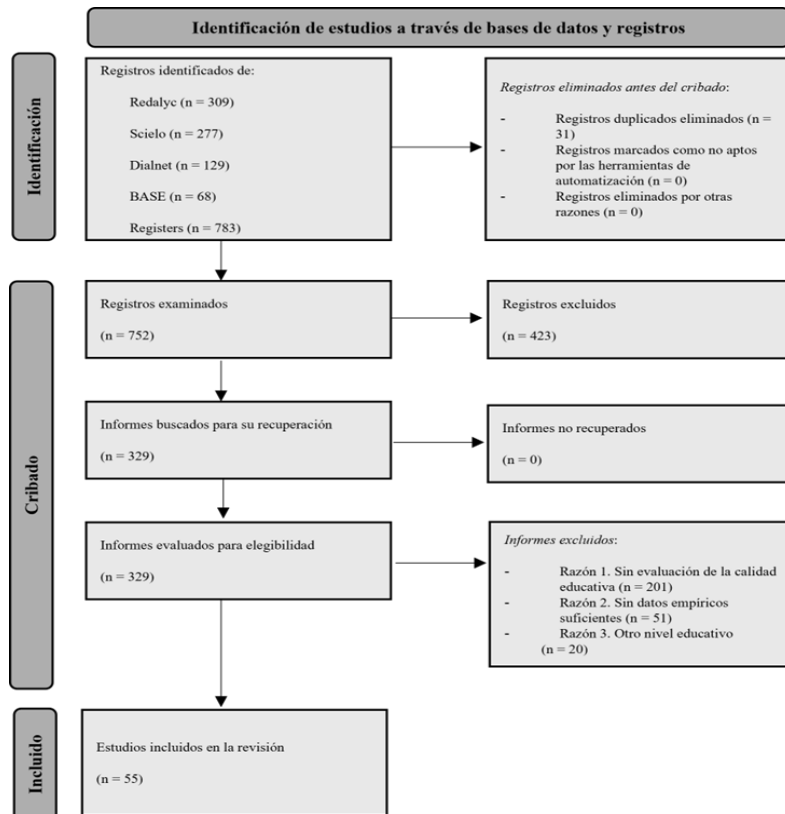 Identificación de estudios a través de bases de datos y registros
Identificación
Registros identificados de:
Redalyc (n = 309)
Scielo (n = 277)
Dialnet (n = 129)
BASE (n = 68)
Registers (n = 783)
Registros eliminados antes del cribado:
- Registros duplicados eliminados (n =
31)
- Registros marcados como no aptos
por las herramientas de
automatización (n = 0)
- Registros eliminados por otras
razones (n = 0)
Cribado
Registros examinados
(n = 752)
Registros excluidos
(n = 423)
Informes buscados para su recuperación
(n = 329)
Informes no recuperados
(n = 0)
Informes evaluados para elegibilidad
(n = 329)
Informes excluidos:
- Razón 1. Sin evaluación de la calidad
educativa (n = 201)
- Razón 2. Sin datos empíricos
suficientes (n = 51)
- Razón 3. Otro nivel educativo
(n = 20)
Incluido
Estudios incluidos en la revisión
(n = 55)